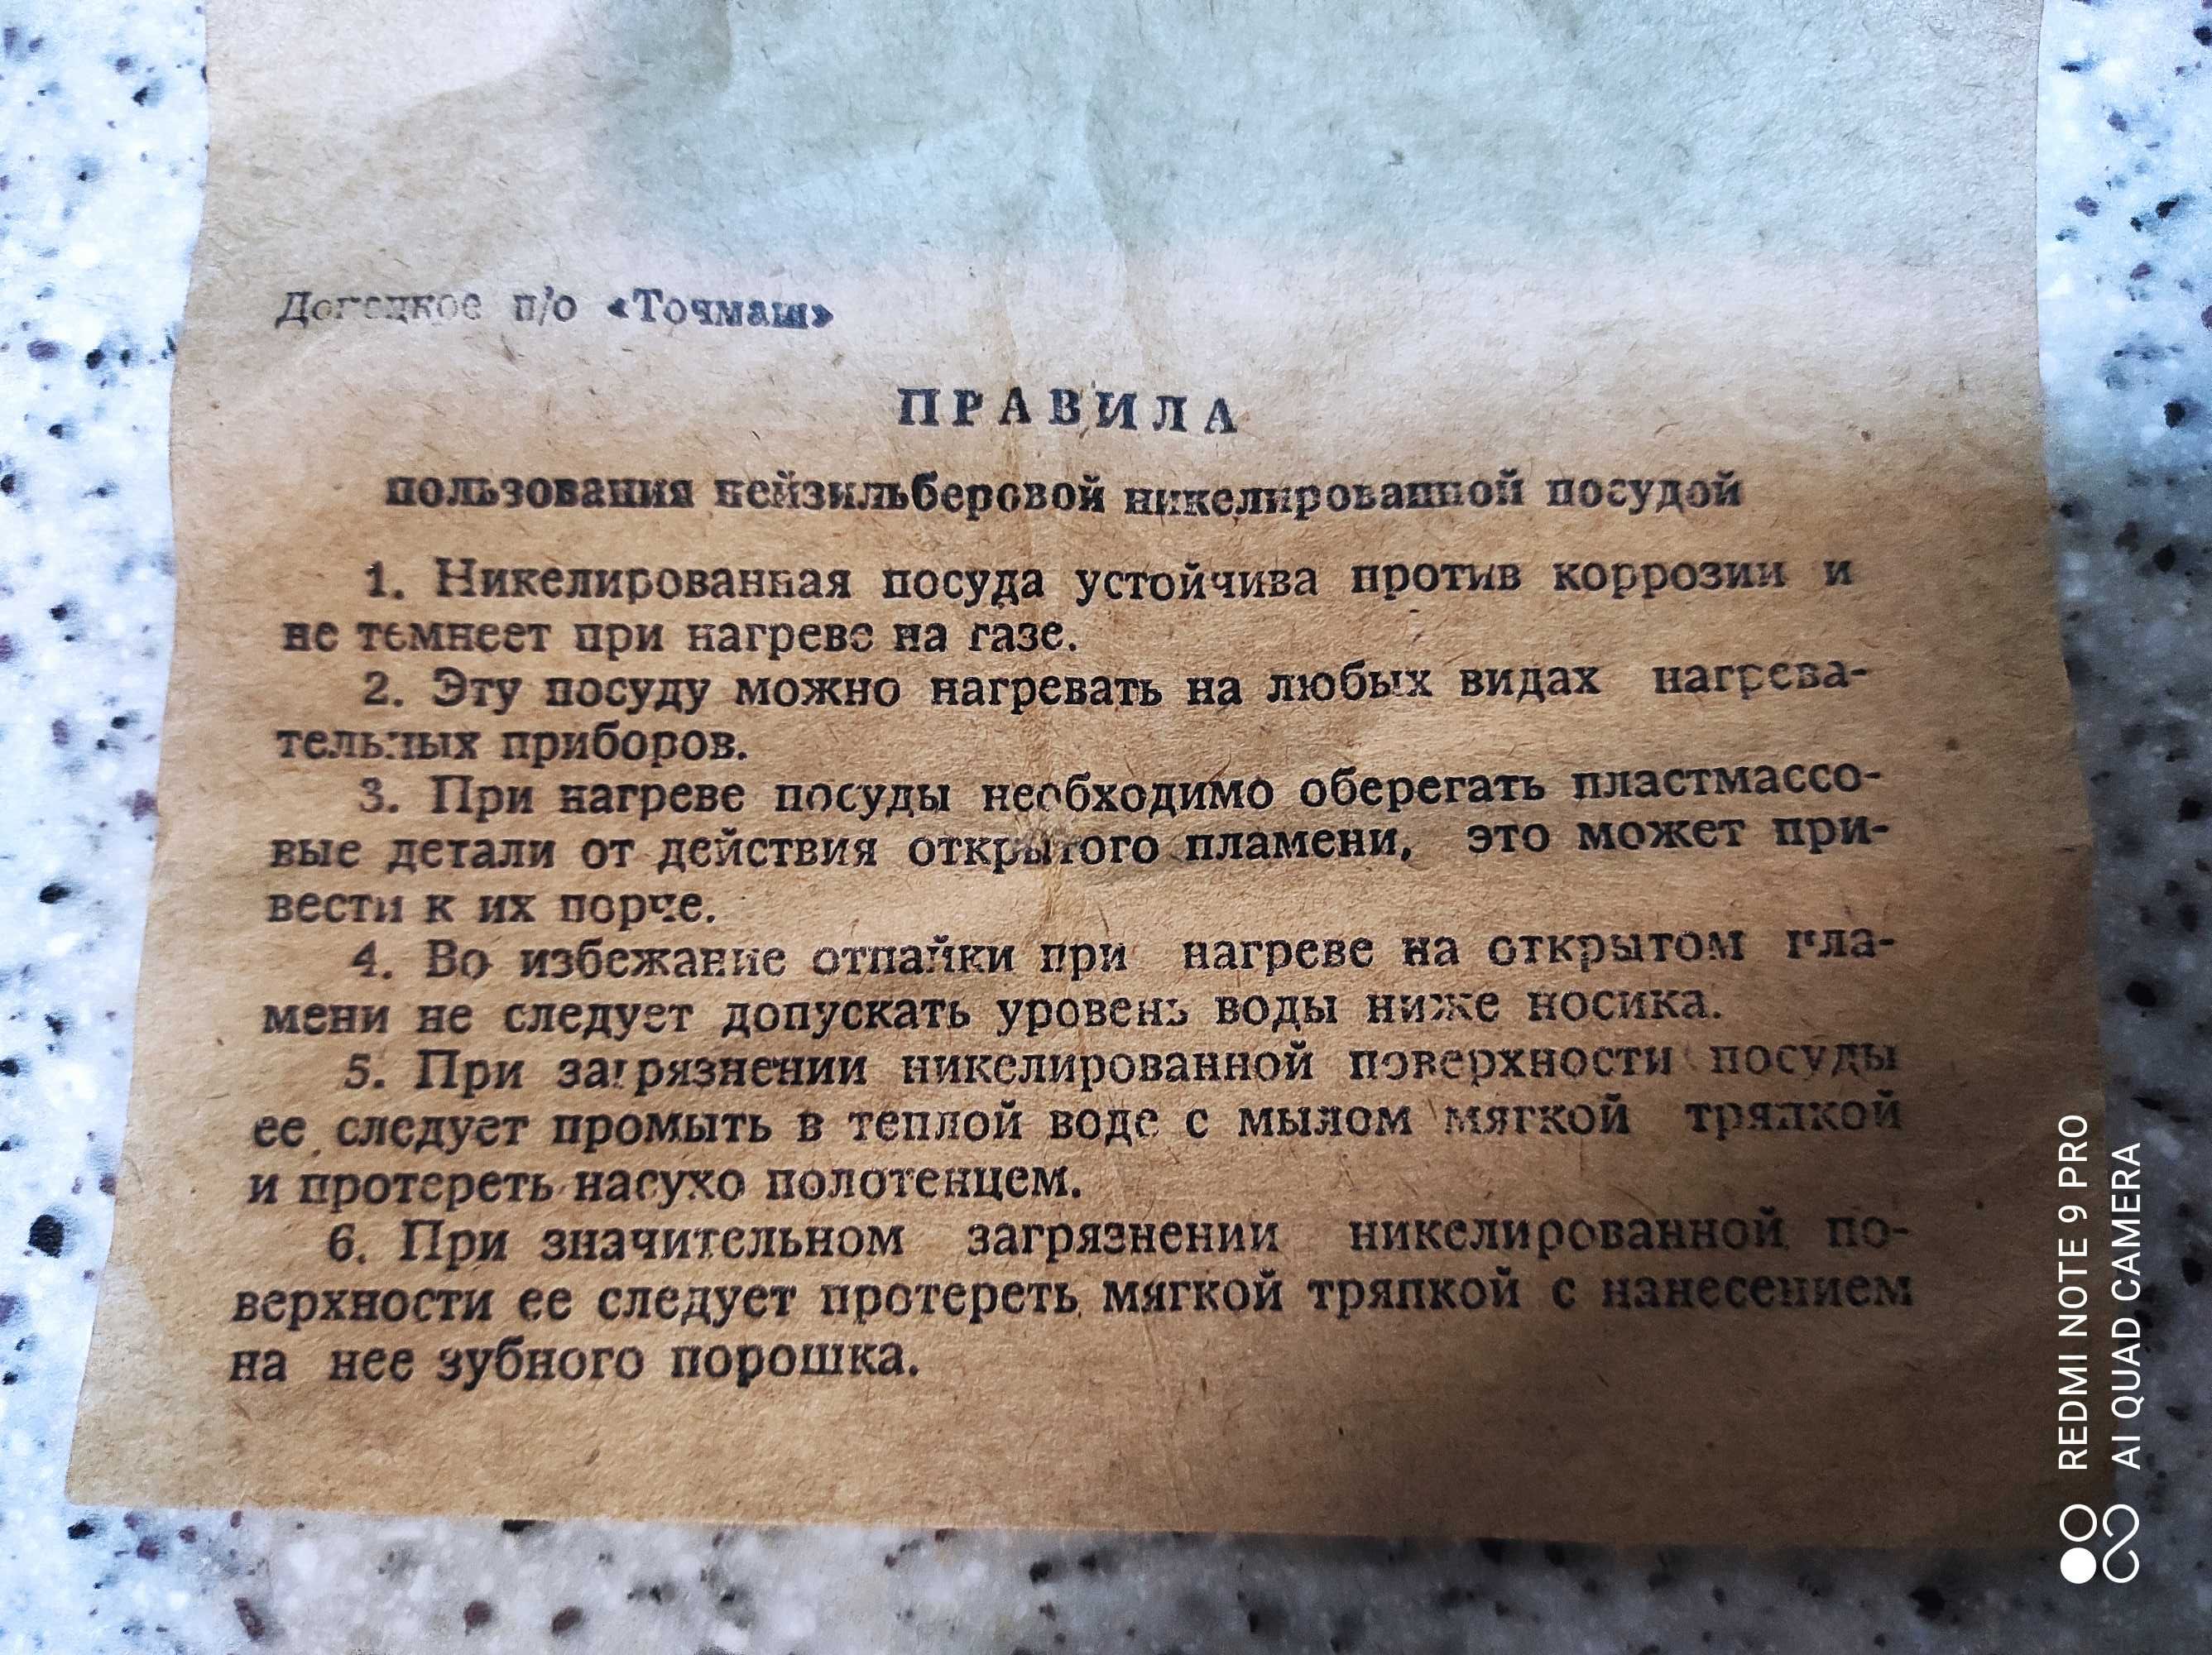 Донецкое п/о «Точмаш»
ПРАВИЛА
пользования нейзильберовой никелированной посудой
1. Никелированная посуда устойчива против коррозии и
не темнеет при нагреве на газе.
2. Эту посуду можно нагревать на любых видах нагрева-
тельных приборов.
3. При нагреве посуды необходимо оберегать пластмассо-
вые детали от действия открытого пламени, это может при-
вести к их порче.
4. Во избежание отпайки при нагреве на открытом пла-
мени не следует допускать уровень воды ниже носика.
5. При загрязнении никелированной поверхности посуды
ее следует промыть в теплой воде с мылом мягкой тряпкой
и протереть насухо полотенцем.
6. При значительном загрязнении никелированной по-
верхности ее следует протереть мягкой тряпкой с нанесением
на нее зубного порошка.
REDMI NOTE 9 PRO
AI QUAD CAMERA